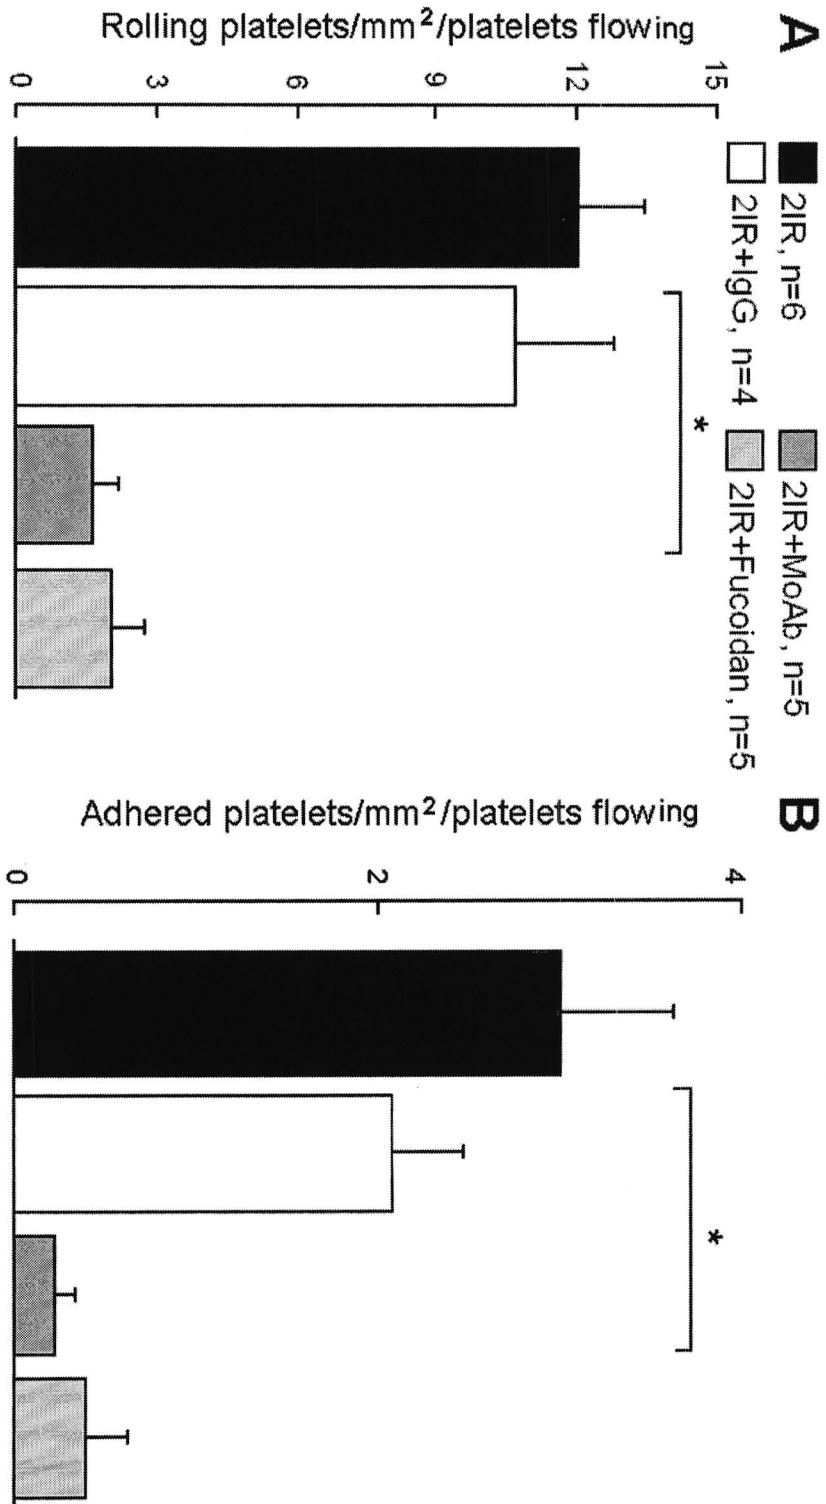 A
2IR, n=6
2IR+MoAb, n=5
2IR+IgG, n=4
2IR+Fucoidan, n=5
Rolling platelets/mm²/platelets flowing
15
12
9
6
3
0
*
B
Adhered platelets/mm²/platelets flowing
4
2
0
*